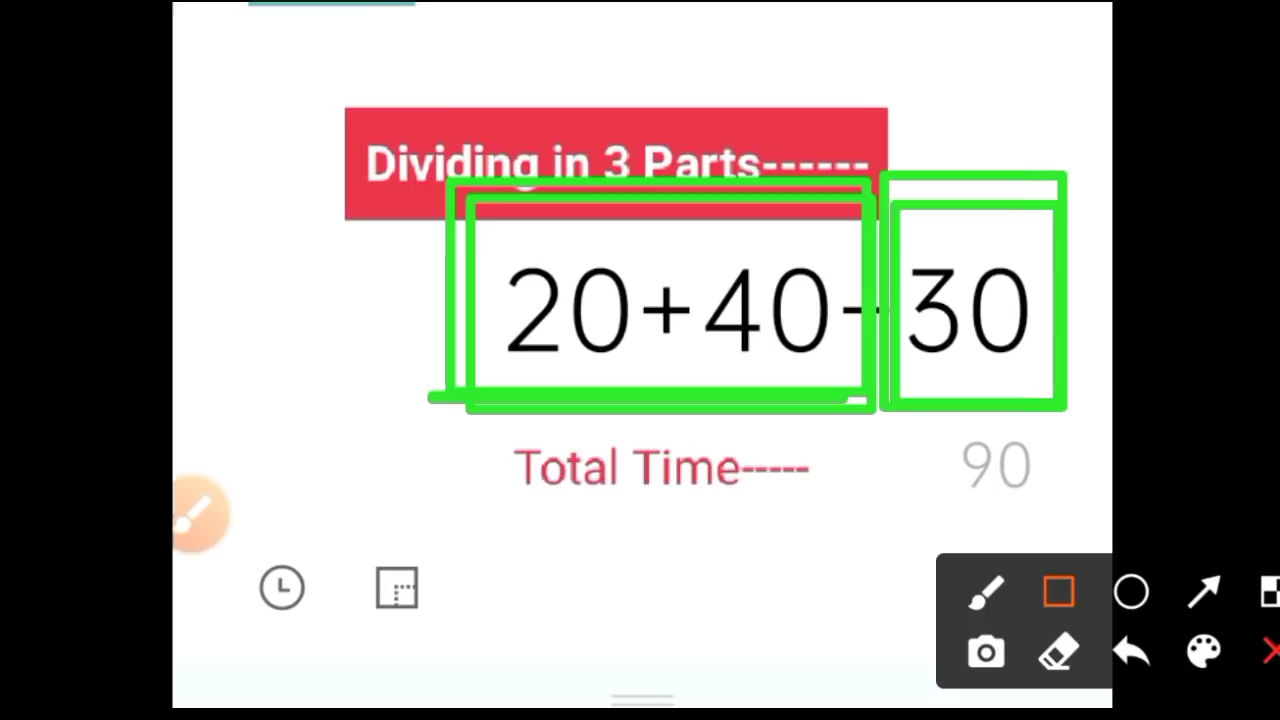 Dividing in 3 Parts------
20+40+30
Total Time----- 90